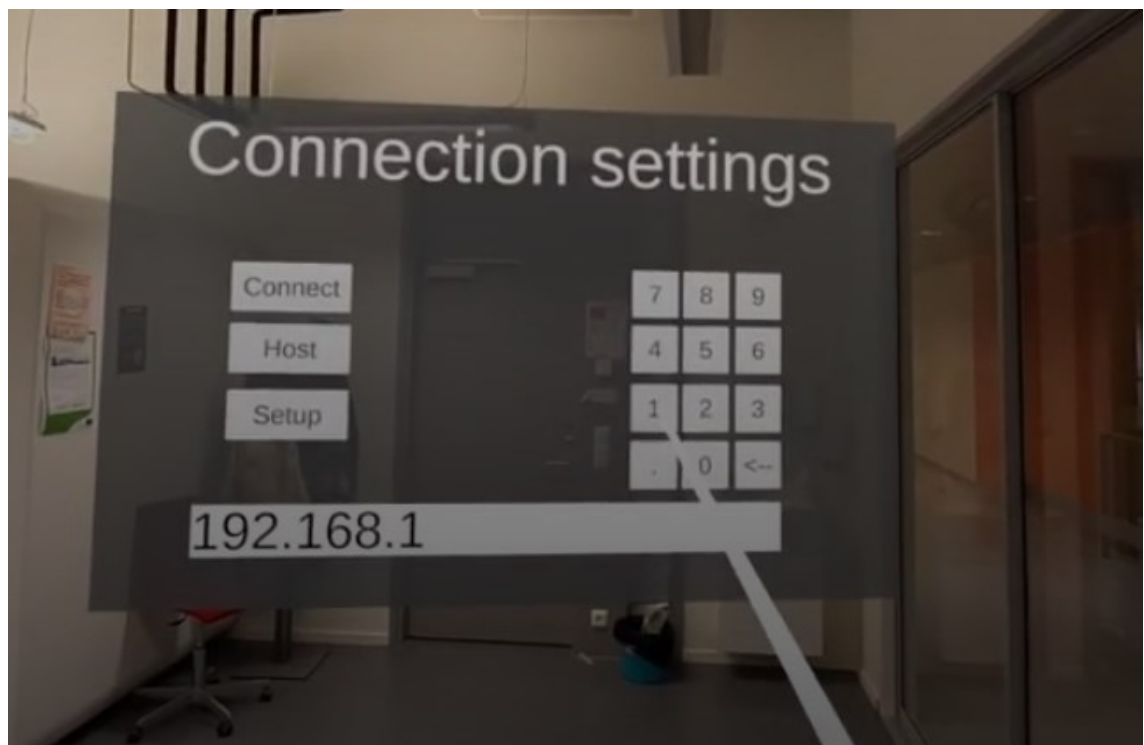 Connection settings
Connect
Host
Setup
7 8 9
4 5 6
1 2 3
. 0 <--
192.168.1